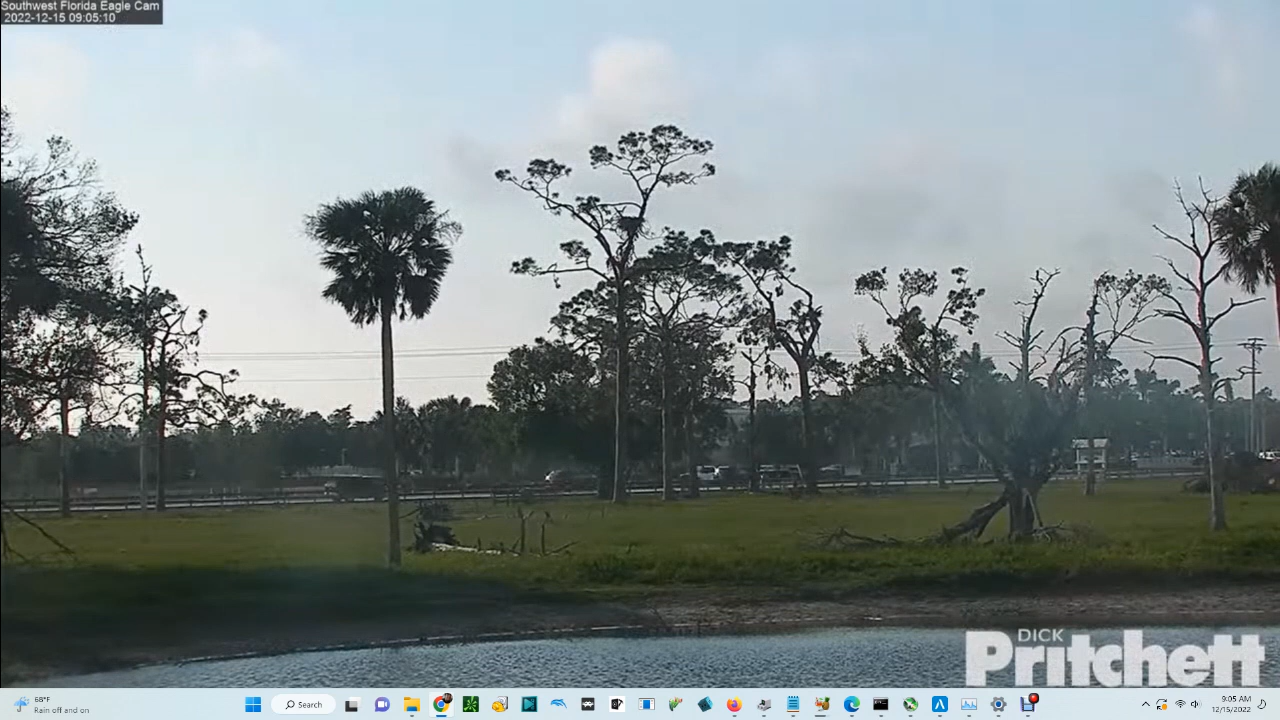 Southwest Florida Eagle Cam
2022-12-15 09:05:10
DICK
Pritchett
68°F
Rain off and on
Search
9:05 AM
12/15/2022